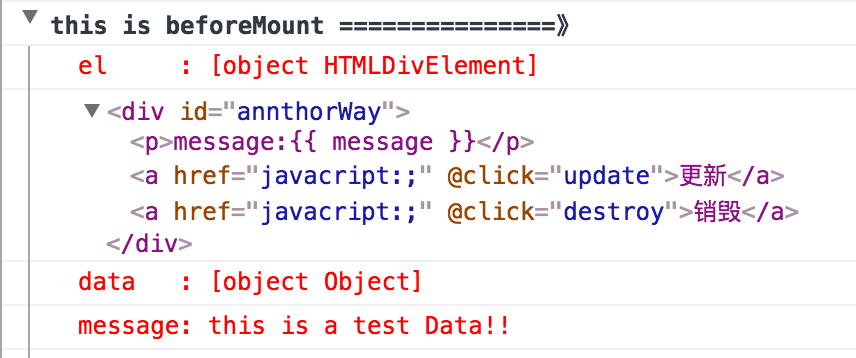 this is beforeMount ===============》
el     : [object HTMLDivElement]
<div id="annthorWay">
<p>message:{{ message }}</p>
<a href="javacript:;" @click="update">更新</a>
<a href="javacript:;" @click="destroy">销毁</a>
</div>
data   : [object Object]
message: this is a test Data!!